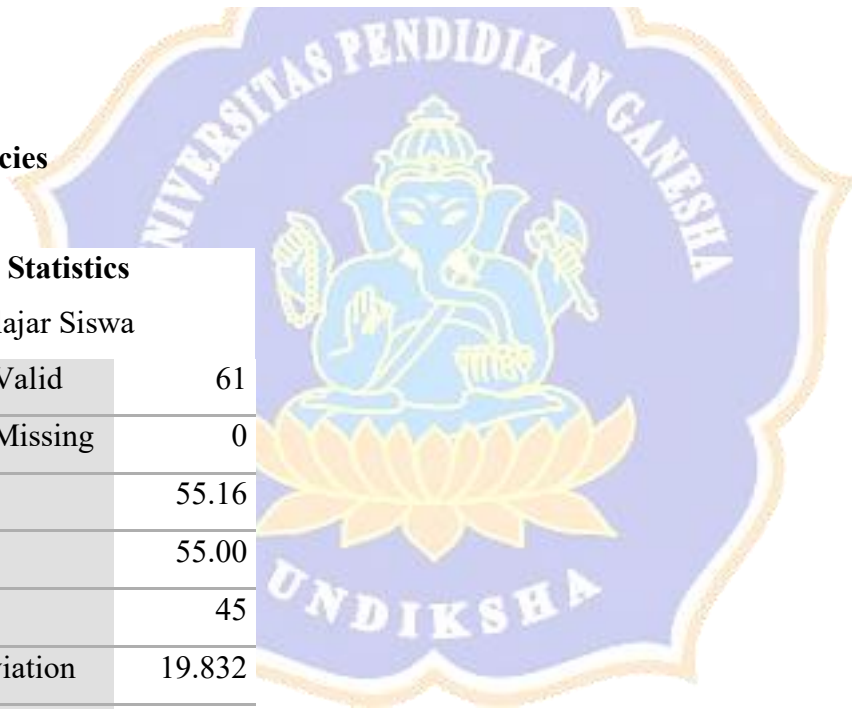 UNIVERSITAS PENDIDIKAN GANESHA
cies
Statistics
ajar Siswa
Valid 61
Missing 0
55.16
55.00
45
viation 19.832
UNDIKSHA